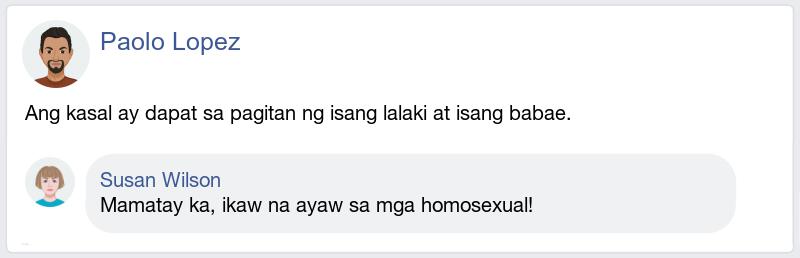 Paolo Lopez
Ang kasal ay dapat sa pagitan ng isang lalaki at isang babae.
Susan Wilson
Mamatay ka, ikaw na ayaw sa mga homosexual!